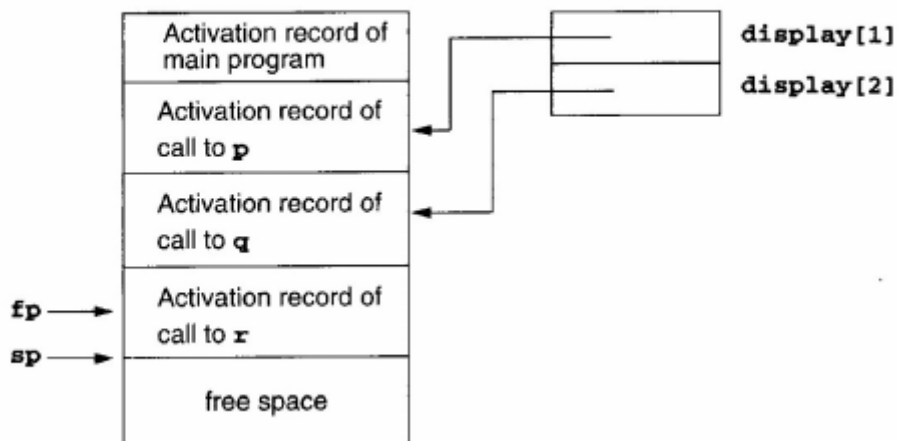 Activation record of
main program
display[1]
display[2]
Activation record of
call to p
Activation record of
call to q
fp
Activation record of
call to r
sp
free space